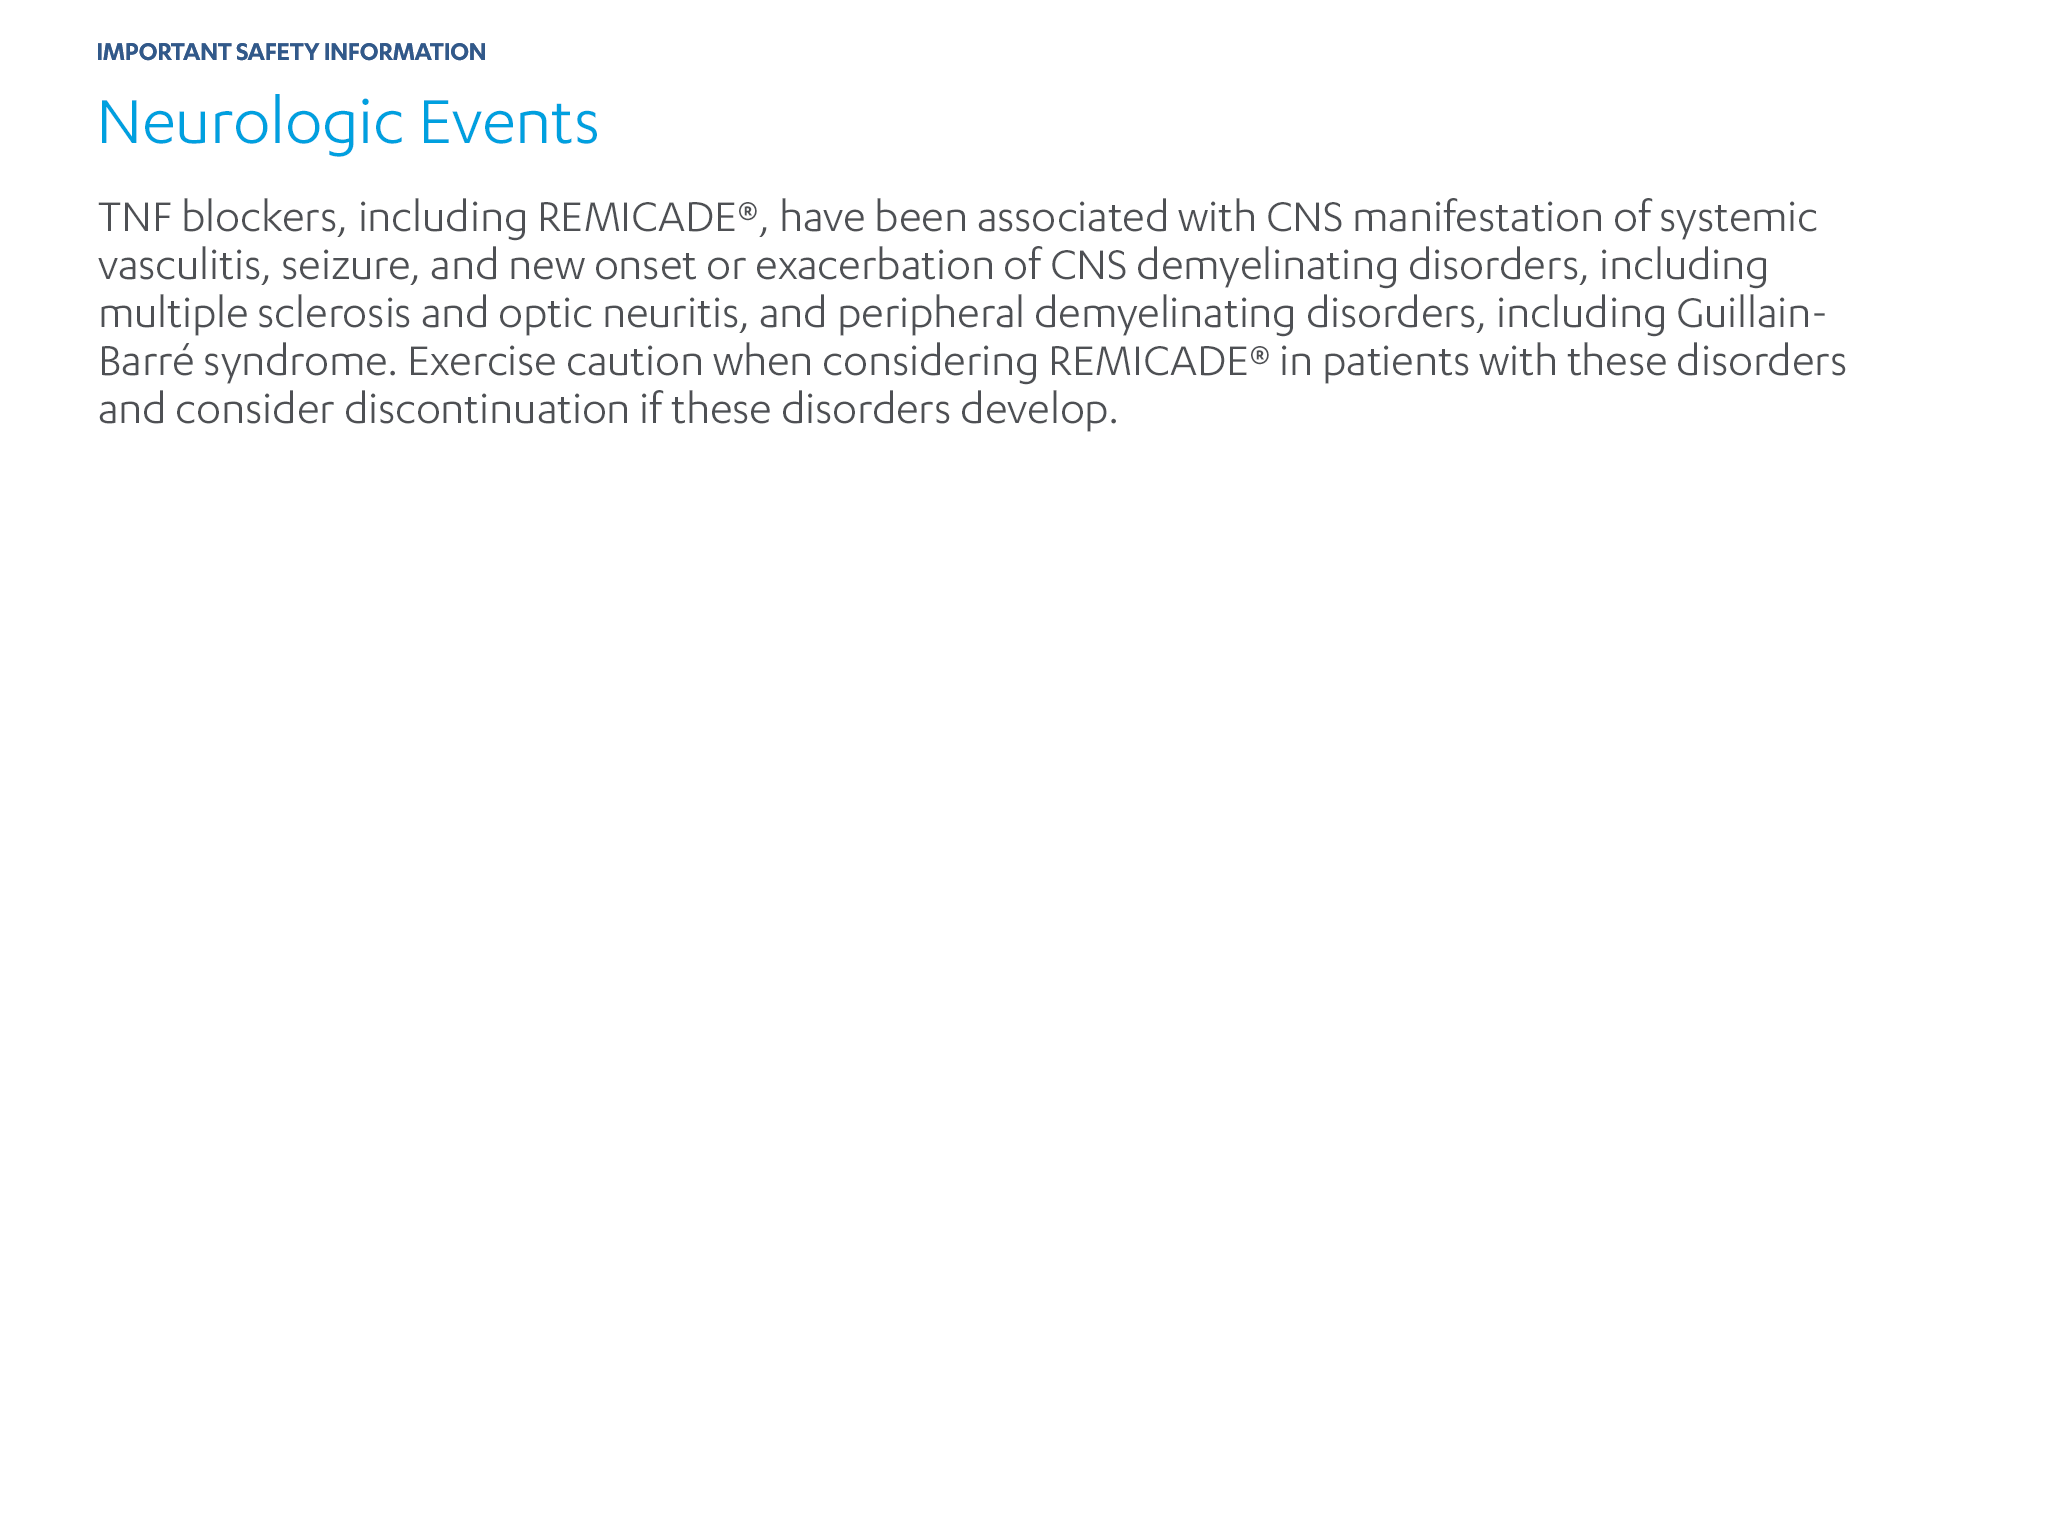 IMPORTANT SAFETY INFORMATION
Neurologic Events
TNF blockers, including REMICADE®, have been associated with CNS manifestation of systemic
vasculitis, seizure, and new onset or exacerbation of CNS demyelinating disorders, including
multiple sclerosis and optic neuritis, and peripheral demyelinating disorders, including Guillain-
Barré syndrome. Exercise caution when considering REMICADE® in patients with these disorders
and consider discontinuation if these disorders develop.